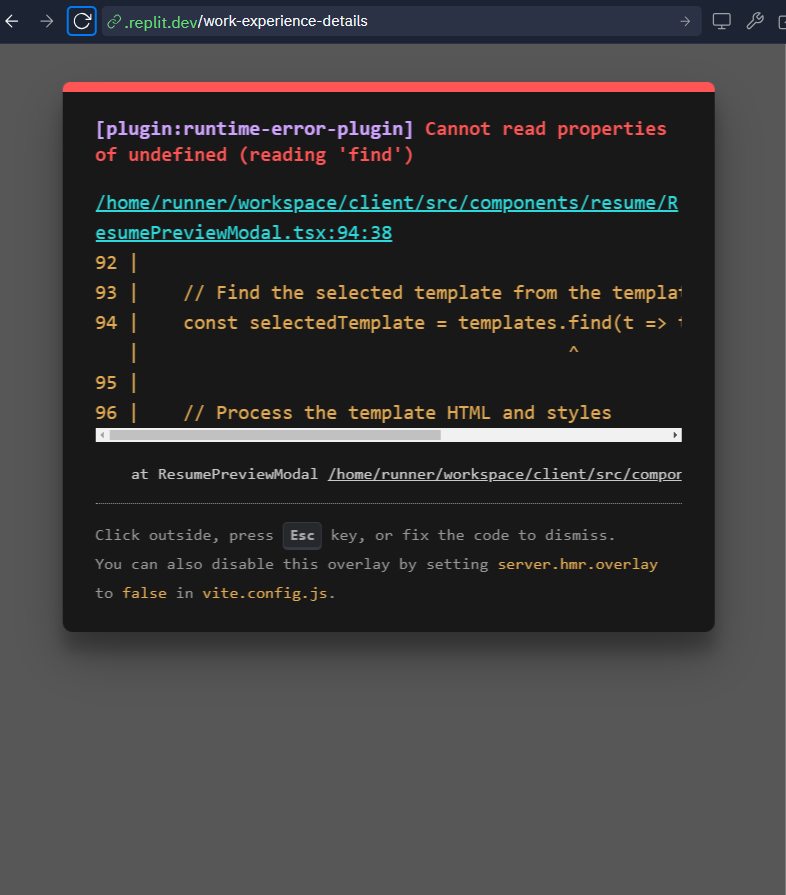 .replit.dev/work-experience-details
[plugin:runtime-error-plugin] Cannot read properties
of undefined (reading 'find')
/home/runner/workspace/client/src/components/resume/R
esumePreviewModal.tsx:94:38
92 |
93 |    // Find the selected template from the templat
94 |    const selectedTemplate = templates.find(t =>
   |                                       ^
95 |
96 |    // Process the template HTML and styles
at ResumePreviewModal /home/runner/workspace/client/src/compor
Click outside, press Esc key, or fix the code to dismiss.
You can also disable this overlay by setting server.hmr.overlay
to false in vite.config.js.